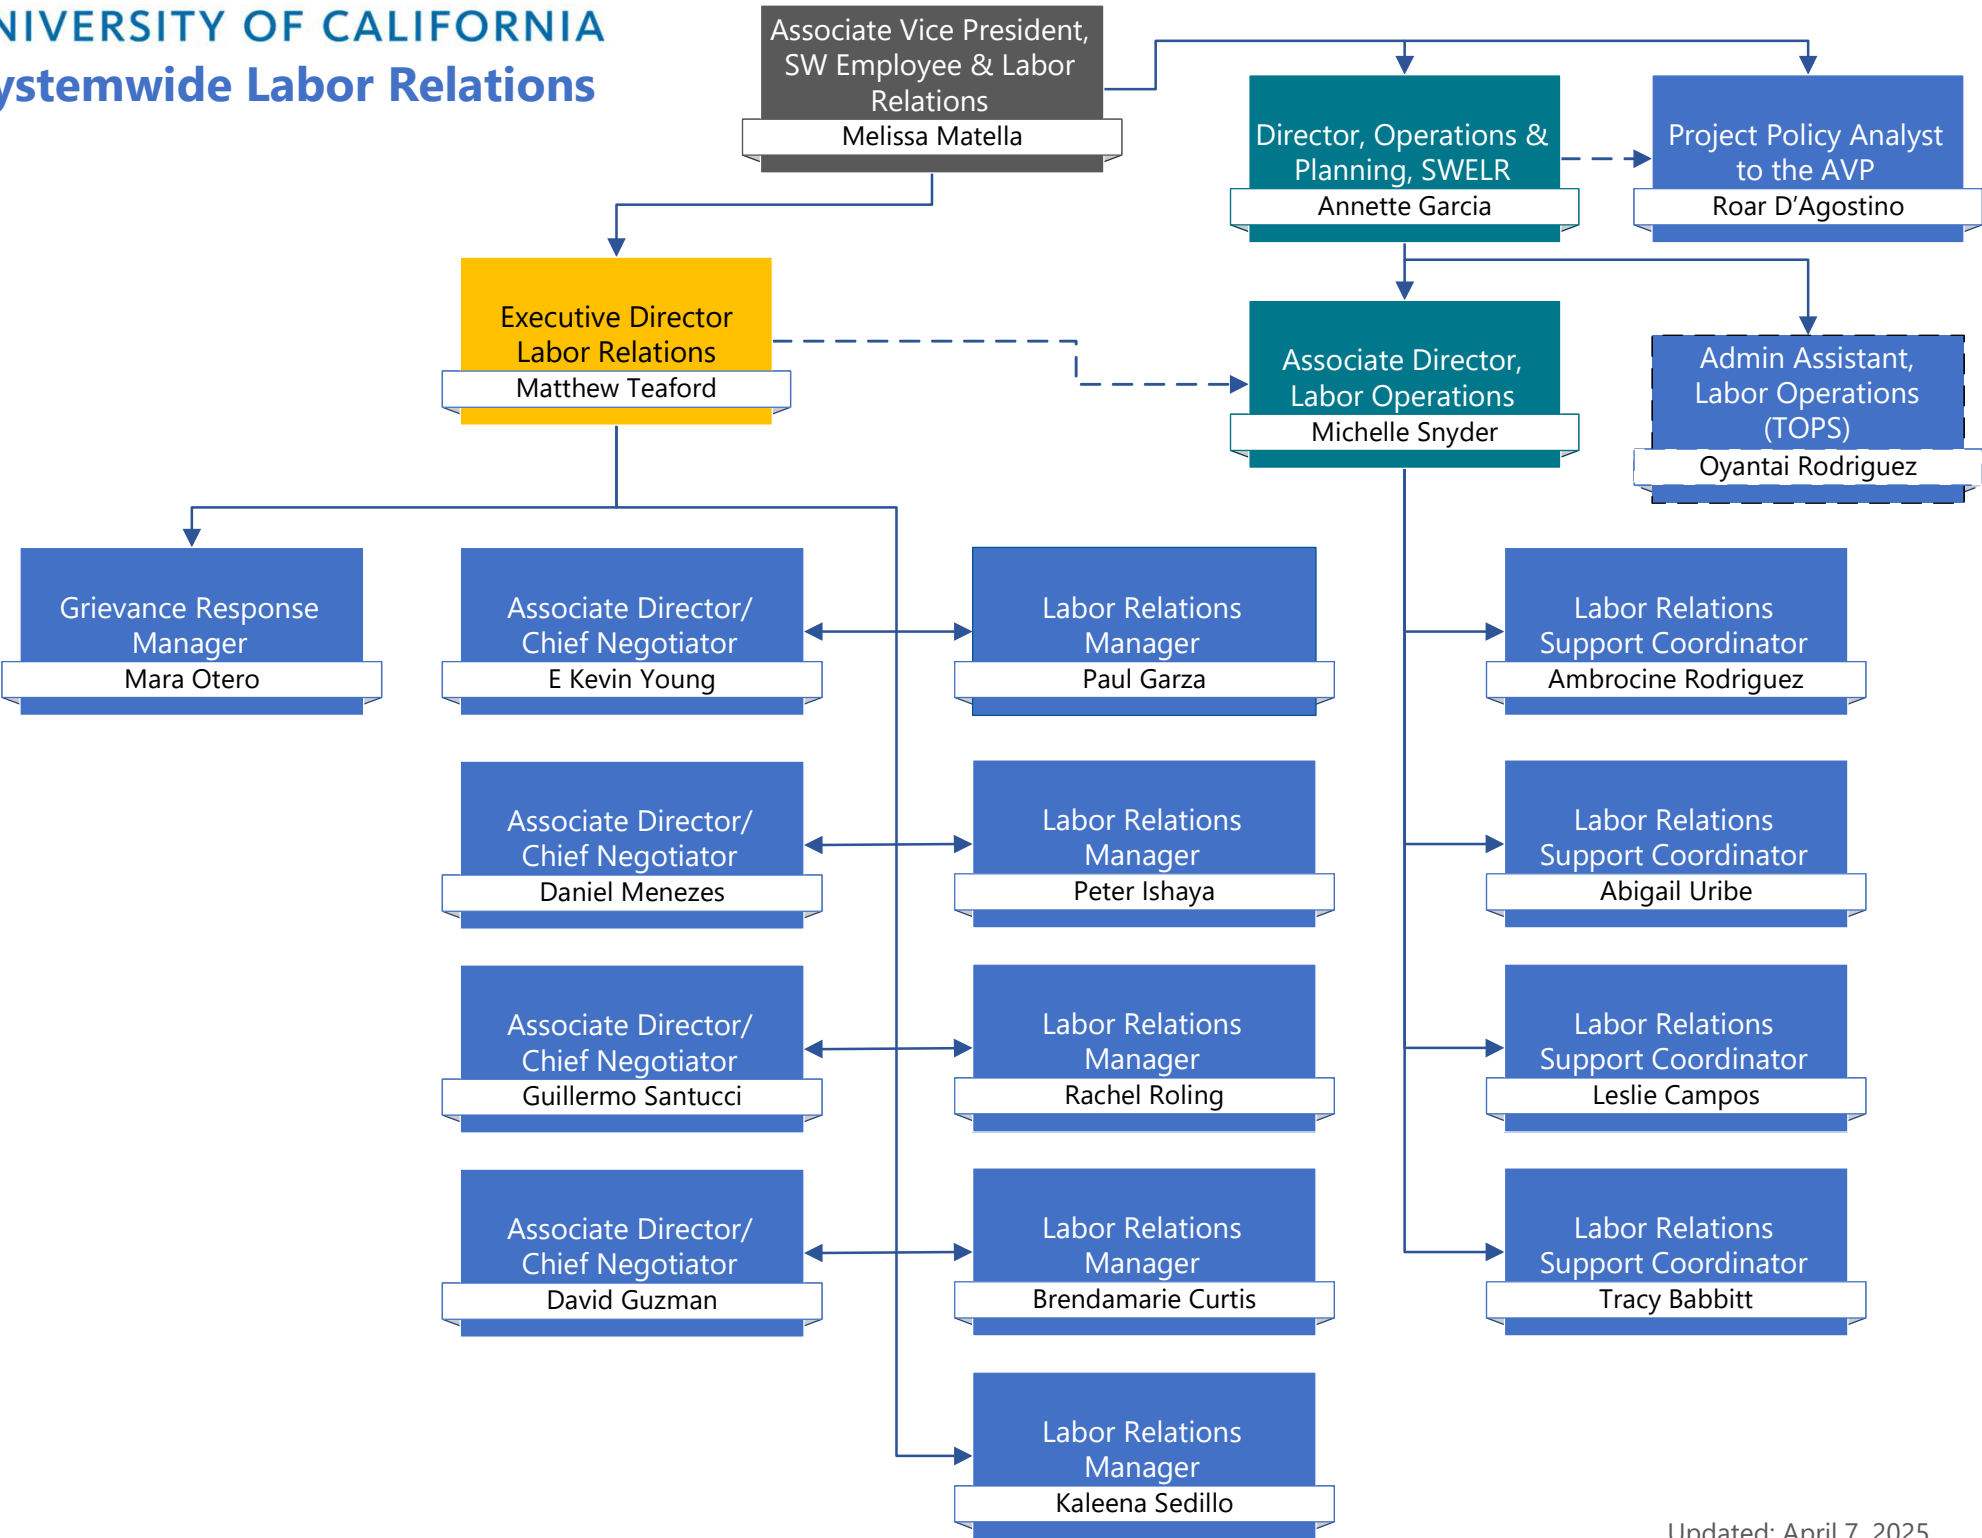 NIVERSITY OF CALIFORNIA
ystemwide Labor Relations
Associate Vice President,
SW Employee & Labor
Relations
Melissa Matella
Director, Operations &
Planning, SWELR
Annette Garcia
Project Policy Analyst
to the AVP
Roar D'Agostino
Executive Director
Labor Relations
Matthew Teaford
Associate Director,
Labor Operations
Michelle Snyder
Admin Assistant,
Labor Operations
(TOPS)
Oyantai Rodriguez
Grievance Response
Manager
Mara Otero
Associate Director/
Chief Negotiator
E Kevin Young
Labor Relations
Manager
Paul Garza
Labor Relations
Support Coordinator
Ambrocine Rodriguez
Associate Director/
Chief Negotiator
Daniel Menezes
Labor Relations
Manager
Peter Ishaya
Labor Relations
Support Coordinator
Abigail Uribe
Associate Director/
Chief Negotiator
Guillermo Santucci
Labor Relations
Manager
Rachel Roling
Labor Relations
Support Coordinator
Leslie Campos
Associate Director/
Chief Negotiator
David Guzman
Labor Relations
Manager
Brendamarie Curtis
Labor Relations
Support Coordinator
Tracy Babbitt
Labor Relations
Manager
Kaleena Sedillo
Updated: April 7, 2025